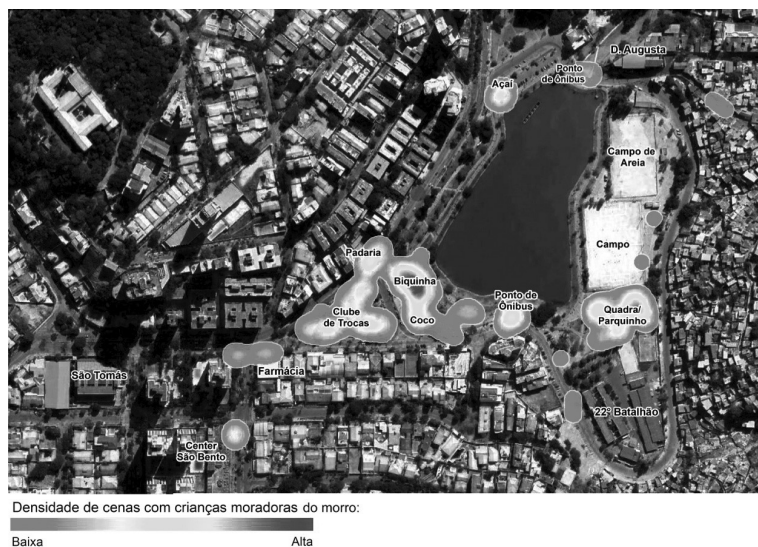 D. Augusta
Ponto
de ônibus
Açaí
Campo de
Areia
Campo
Padaria
Biquinha
Clube
de Trocas
Coco
Ponto de
Ônibus
Quadra/
Parquinho
São Tomás
Farmácia
22º Batalhão
Center
São Bento
Densidade de cenas com crianças moradoras do morro:
Baixa
Alta